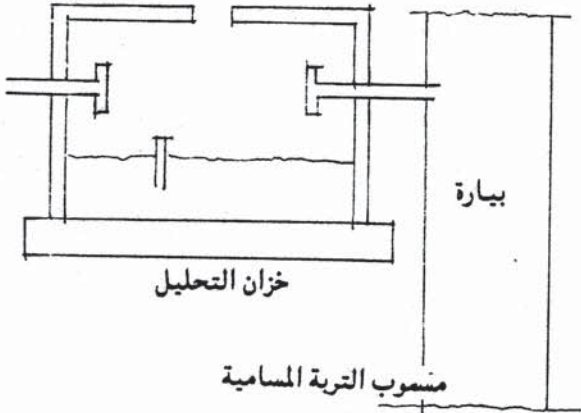 بيارة
خزان التحليل
منسوب التربة المسامية